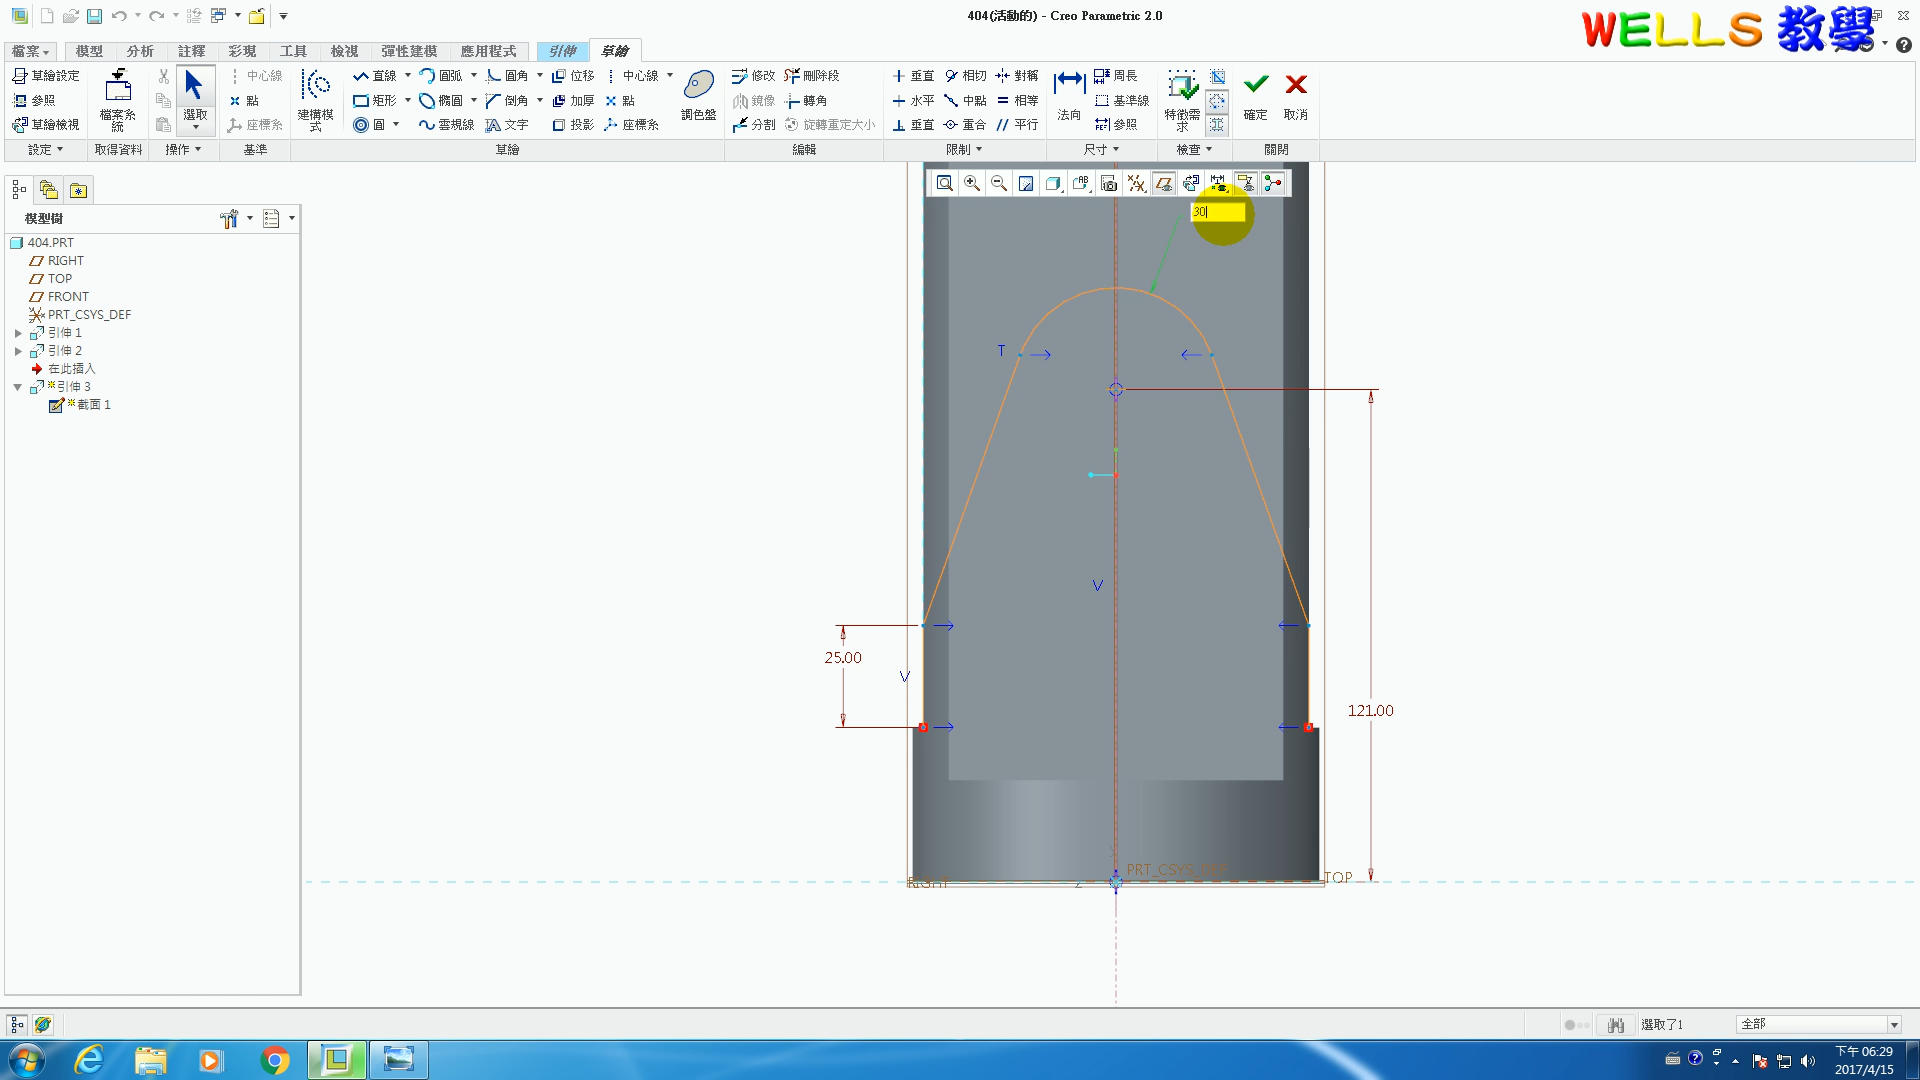 404(活動的) - Creo Parametric 2.0
WELLS 教學
檔案 模型 分析 註釋 彩現 工具 檢視 彈性建模 應用程式 引伸 草繪
草繪設定 中心線 直線 圓弧 圓角 位移 中心線 修改 刪除段 垂直 相切 對稱 周長
參照 點 矩形 橢圓 倒角 加厚 點 鏡像 轉角 水平 中點 相等 基準線
草繪檢視 座標系 圓 雲規線 文字 投影 座標系 分割 旋轉重定大小 垂直 重合 平行 參照
檔案系統 選取 建構模式 調色盤 法向 特徵需求 確定 取消
設定 取得資料 操作 基準 草繪 編輯 限制 尺寸 檢查 關閉
模型樹
404.PRT
RIGHT
TOP
FRONT
PRT_CSYS_DEF
引伸 1
引伸 2
在此插入
引伸 3
截面 1
30
T
V
25.00
V
121.00
PRT_CSYS_DEF
RIGHT
Z
TOP
選取了1
全部
下午 06:29
2017/4/15